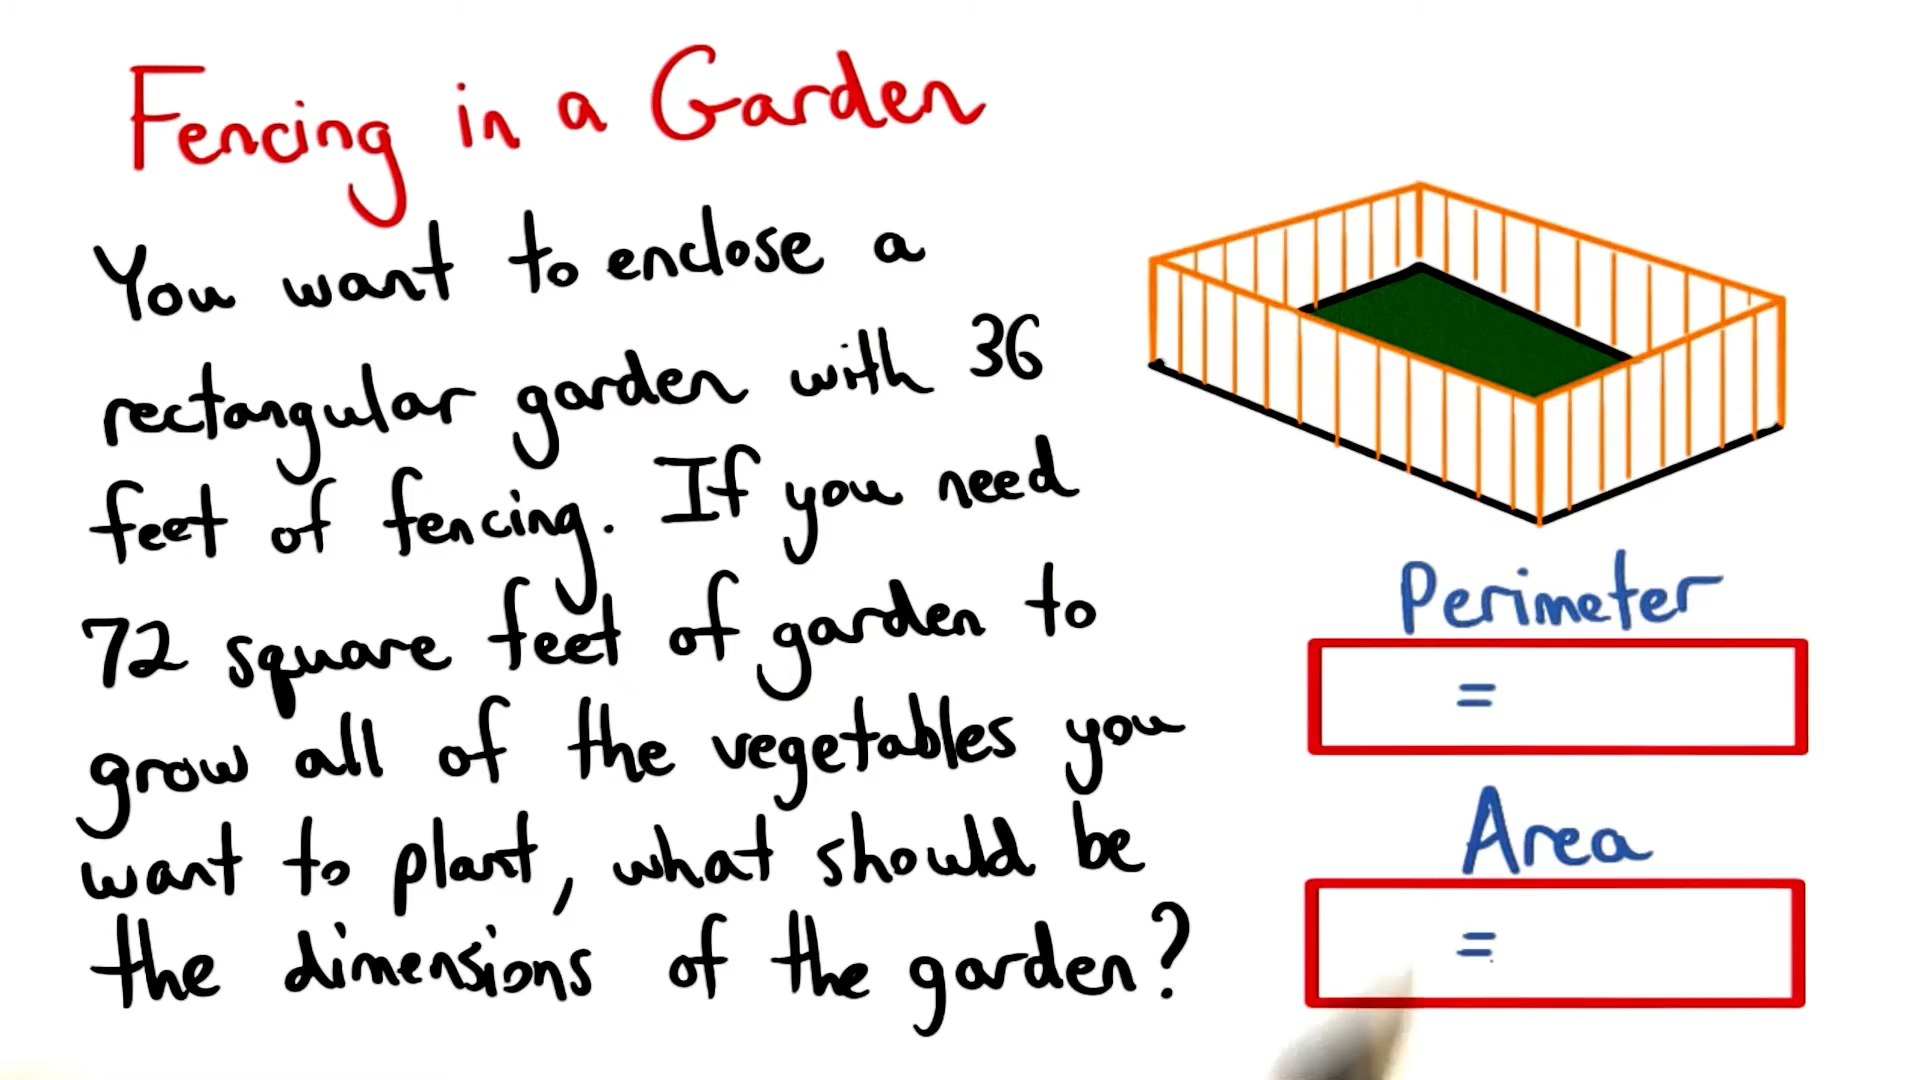 Fencing in a Garden
You want to enclose a
rectangular garden with 36
feet of fencing. If you need
72 square feet of garden to
grow all of the vegetables you
want to plant, what should be
the dimensions of the garden?
Perimeter
=
Area
=